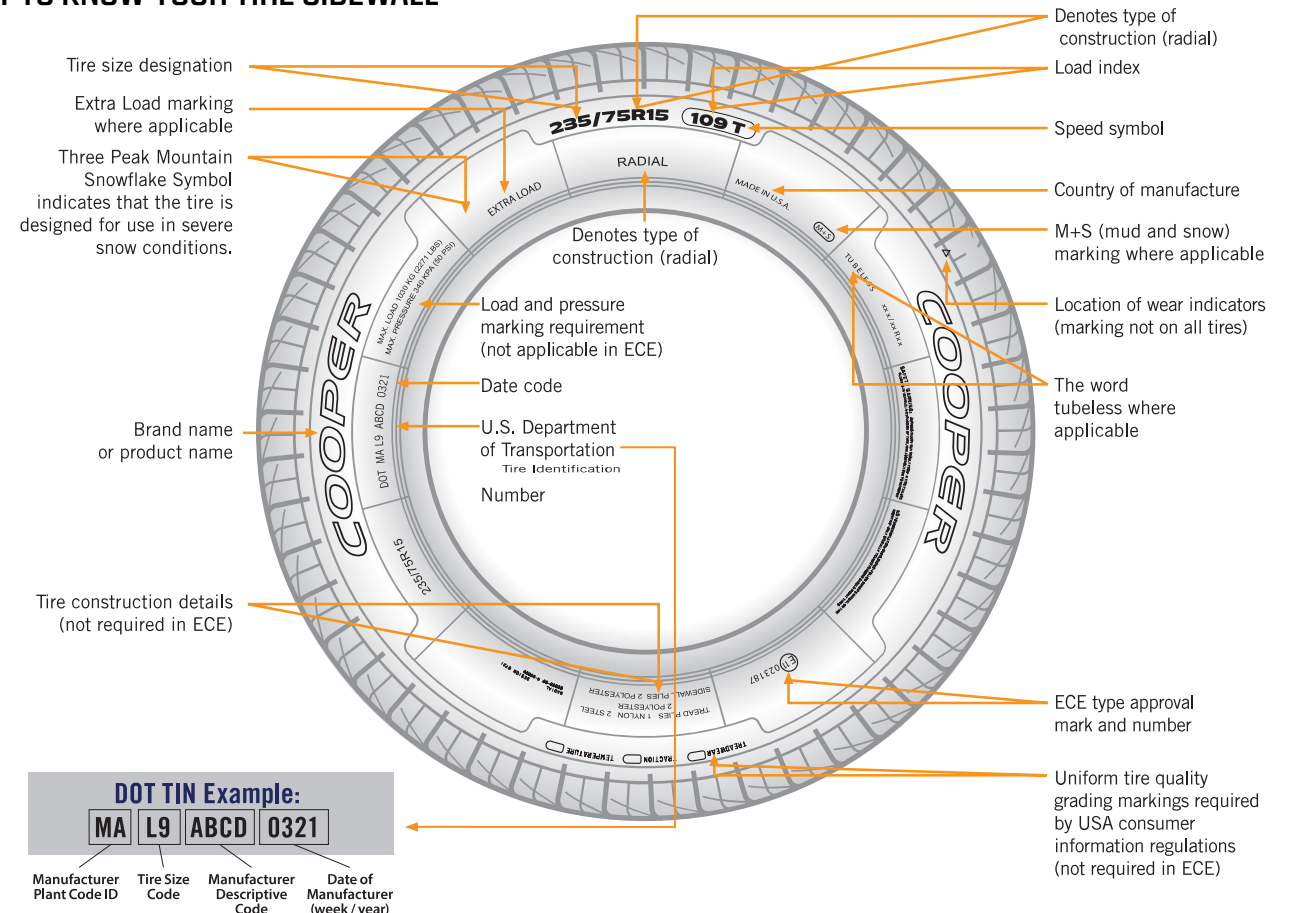 T TO KNOW YOUR TIRE SIDEWALL
Tire size designation
Extra Load marking
where applicable
Three Peak Mountain
Snowflake Symbol
indicates that the tire is
designed for use in severe
snow conditions.
Brand name
or product name
Tire construction details
(not required in ECE)
235/75R15 109 T
RADIAL
EXTRA LOAD
MADE IN U.S.A.
M+S
TUBELESS
xxx/xxRxx
MAX. LOAD 1030 KG (2271 LBS)
MAX. PRESSURE 340 KPA (50 PSI)
COOPER
COOPER
DOT MA L9 ABCD 0321
235/75R15
Denotes type of
construction (radial)
Load and pressure
marking requirement
(not applicable in ECE)
Date code
U.S. Department
of Transportation
Tire Identification
Number
TREAD PLIES 1 NYLON 2 STEEL
2 POLYESTER
SIDEWALL PLIES 2 POLYESTER
E11 023187
TREADWEAR
TRACTION
TEMPERATURE
Denotes type of
construction (radial)
Load index
Speed symbol
Country of manufacture
M+S (mud and snow)
marking where applicable
Location of wear indicators
(marking not on all tires)
The word
tubeless where
applicable
ECE type approval
mark and number
Uniform tire quality
grading markings required
by USA consumer
information regulations
(not required in ECE)
DOT TIN Example:
MA L9 ABCD 0321
Manufacturer
Plant Code ID
Tire Size
Code
Manufacturer
Descriptive
Code
Date of
Manufacturer
(week / year)